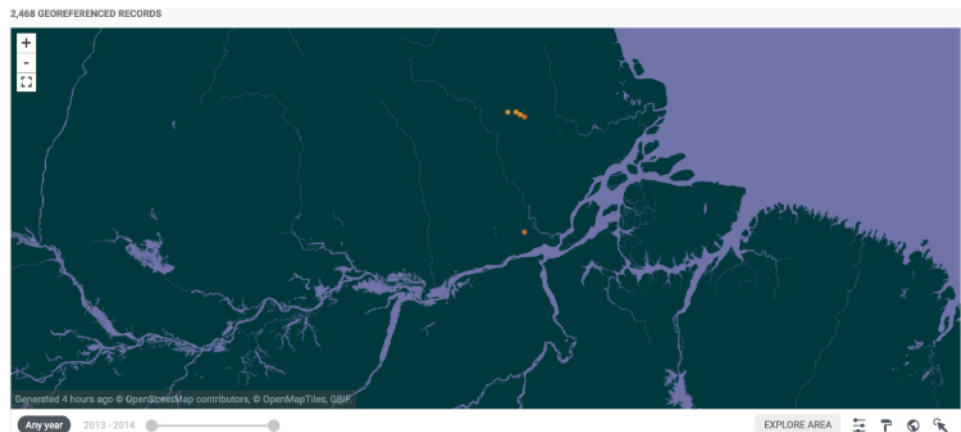 2,468 GEOREFERENCED RECORDS
+
-
Generated 4 hours ago © OpenStreetMap contributors, © OpenMapTiles, GBIF.
Any year 2013 - 2014 EXPLORE AREA